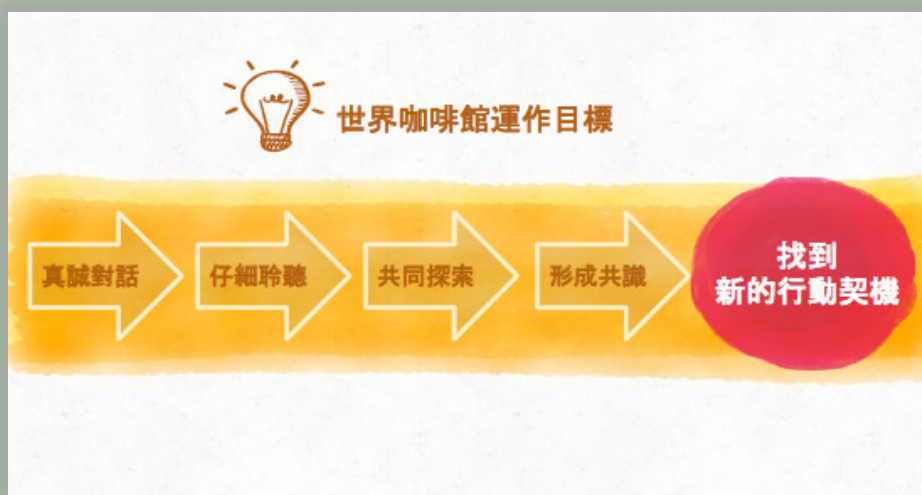 世界咖啡館運作目標
真誠對話
仔細聆聽
共同探索
形成共識
找到
新的行動契機